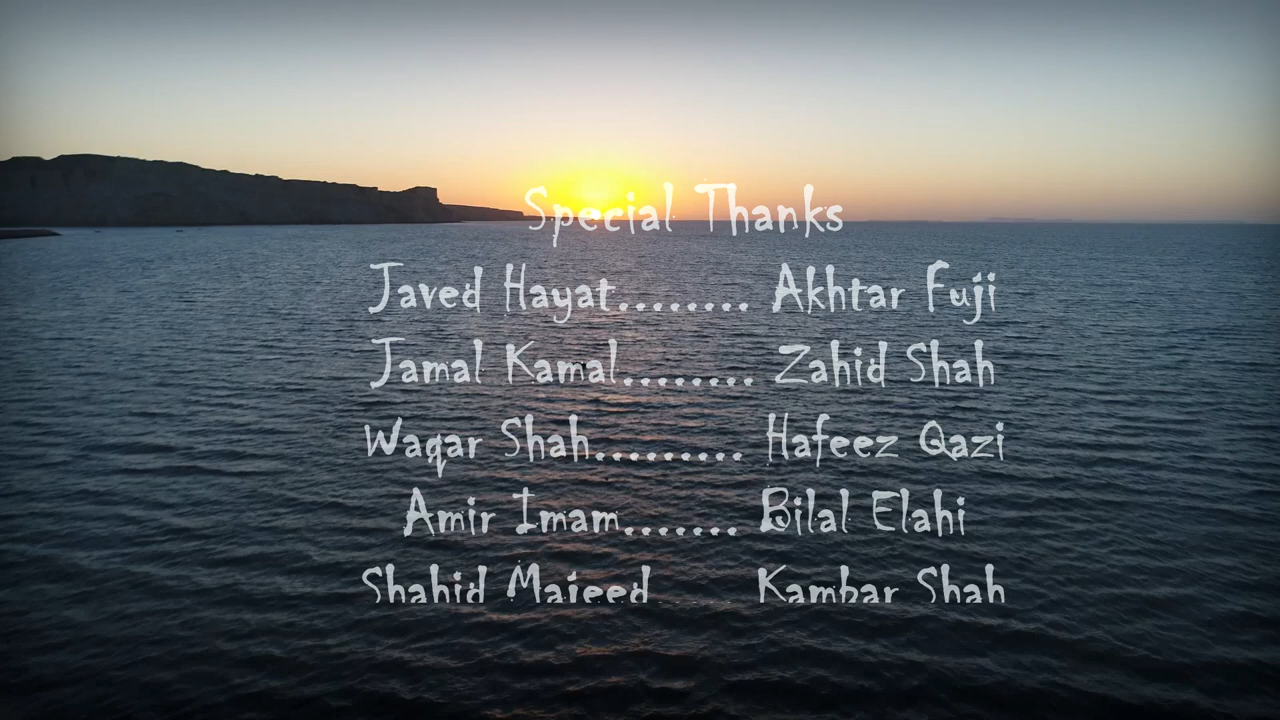 Special Thanks
Javed Hayat........ Akhtar Fuji
Jamal Kamal........ Zahid Shah
Waqar Shah......... Hafeez Qazi
Amir Imam....... Bilal Elahi
Shahid Majeed Kambar Shah